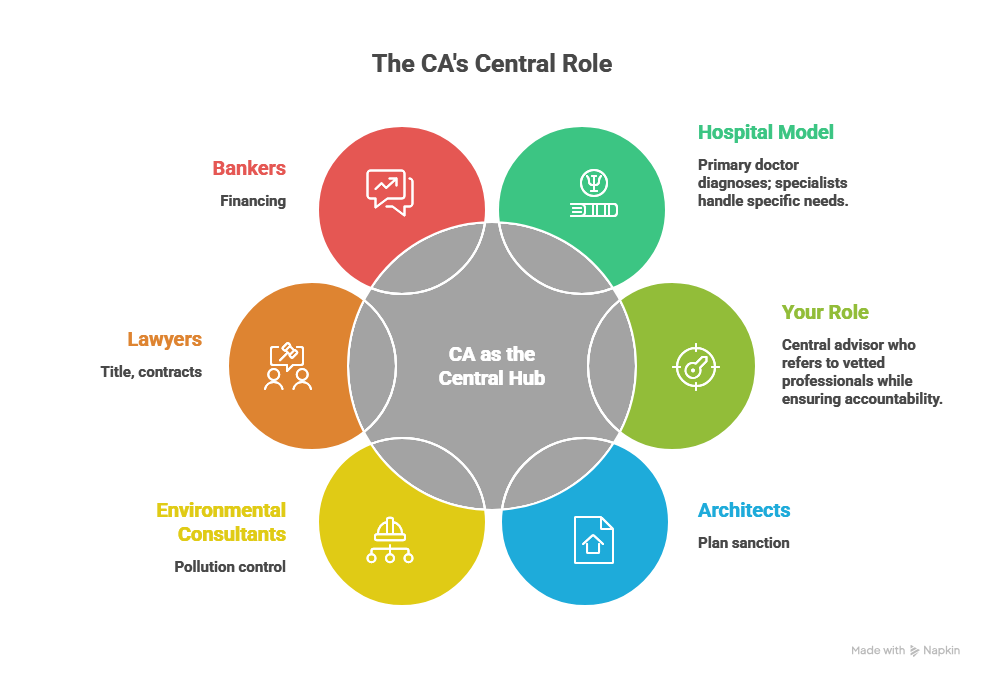 The CA's Central Role
Bankers
Financing
Hospital Model
Primary doctor
diagnoses; specialists
handle specific needs.
Lawyers
Title, contracts
CA as the
Central Hub
Your Role
Central advisor who
refers to vetted
professionals while
ensuring accountability.
Environmental
Consultants
Pollution control
Architects
Plan sanction
Made with Napkin